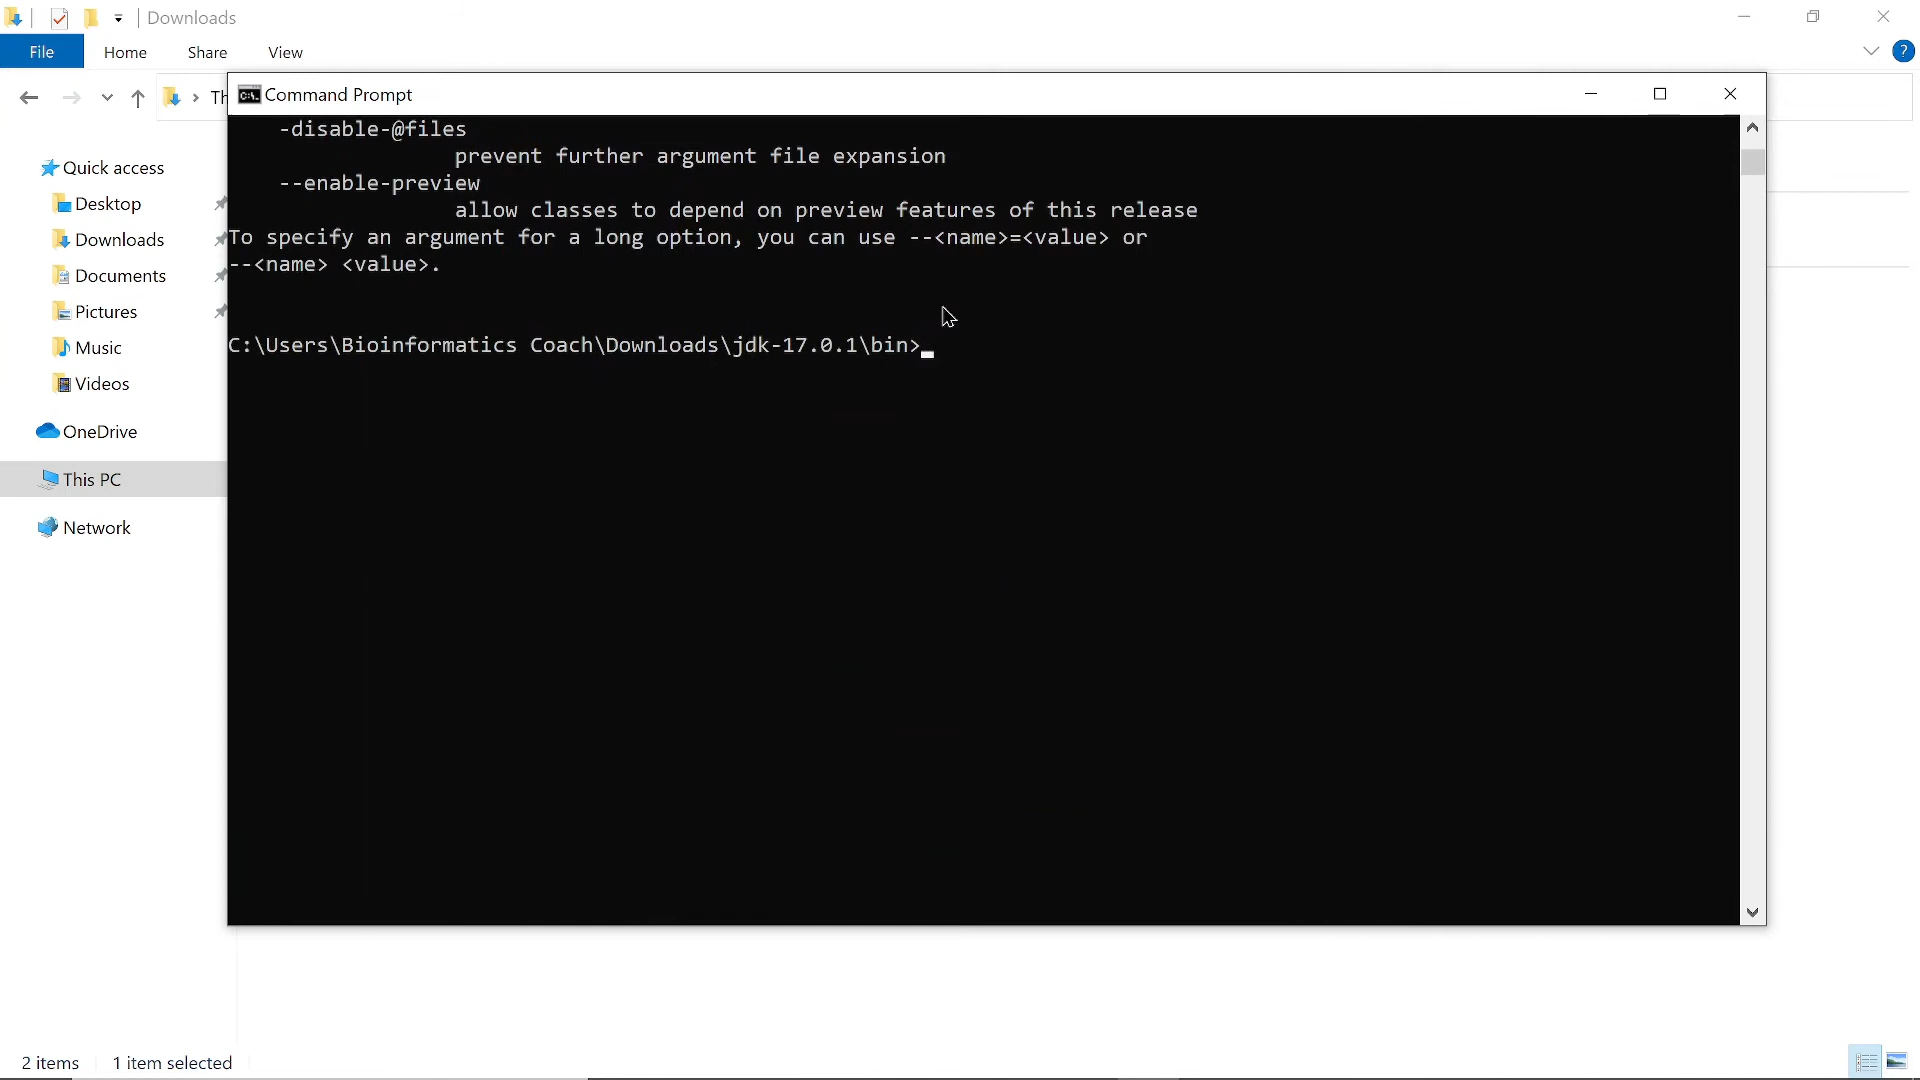 Downloads
File Home Share View
Command Prompt
-disable-@files
prevent further argument file expansion
--enable-preview
allow classes to depend on preview features of this release
To specify an argument for a long option, you can use --<name>=<value> or
--<name> <value>.
C:\Users\Bioinformatics Coach\Downloads\jdk-17.0.1\bin>
Quick access
Desktop
Downloads
Documents
Pictures
Music
Videos
OneDrive
This PC
Network
2 items 1 item selected